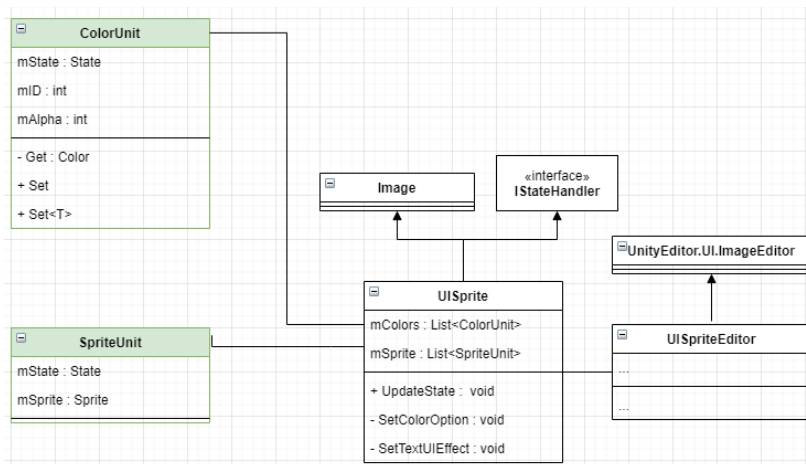 ColorUnit
mState : State
mID : int
mAlpha : int
- Get : Color
+ Set
+ Set<T>
Image
«interface»
IStateHandler
UnityEditor.UI.ImageEditor
UISprite
mColors : List<ColorUnit>
mSprite : List<SpriteUnit>
+ UpdateState : void
- SetColorOption : void
- SetTextUIEffect : void
SpriteUnit
mState : State
mSprite : Sprite
UISpriteEditor
...
...